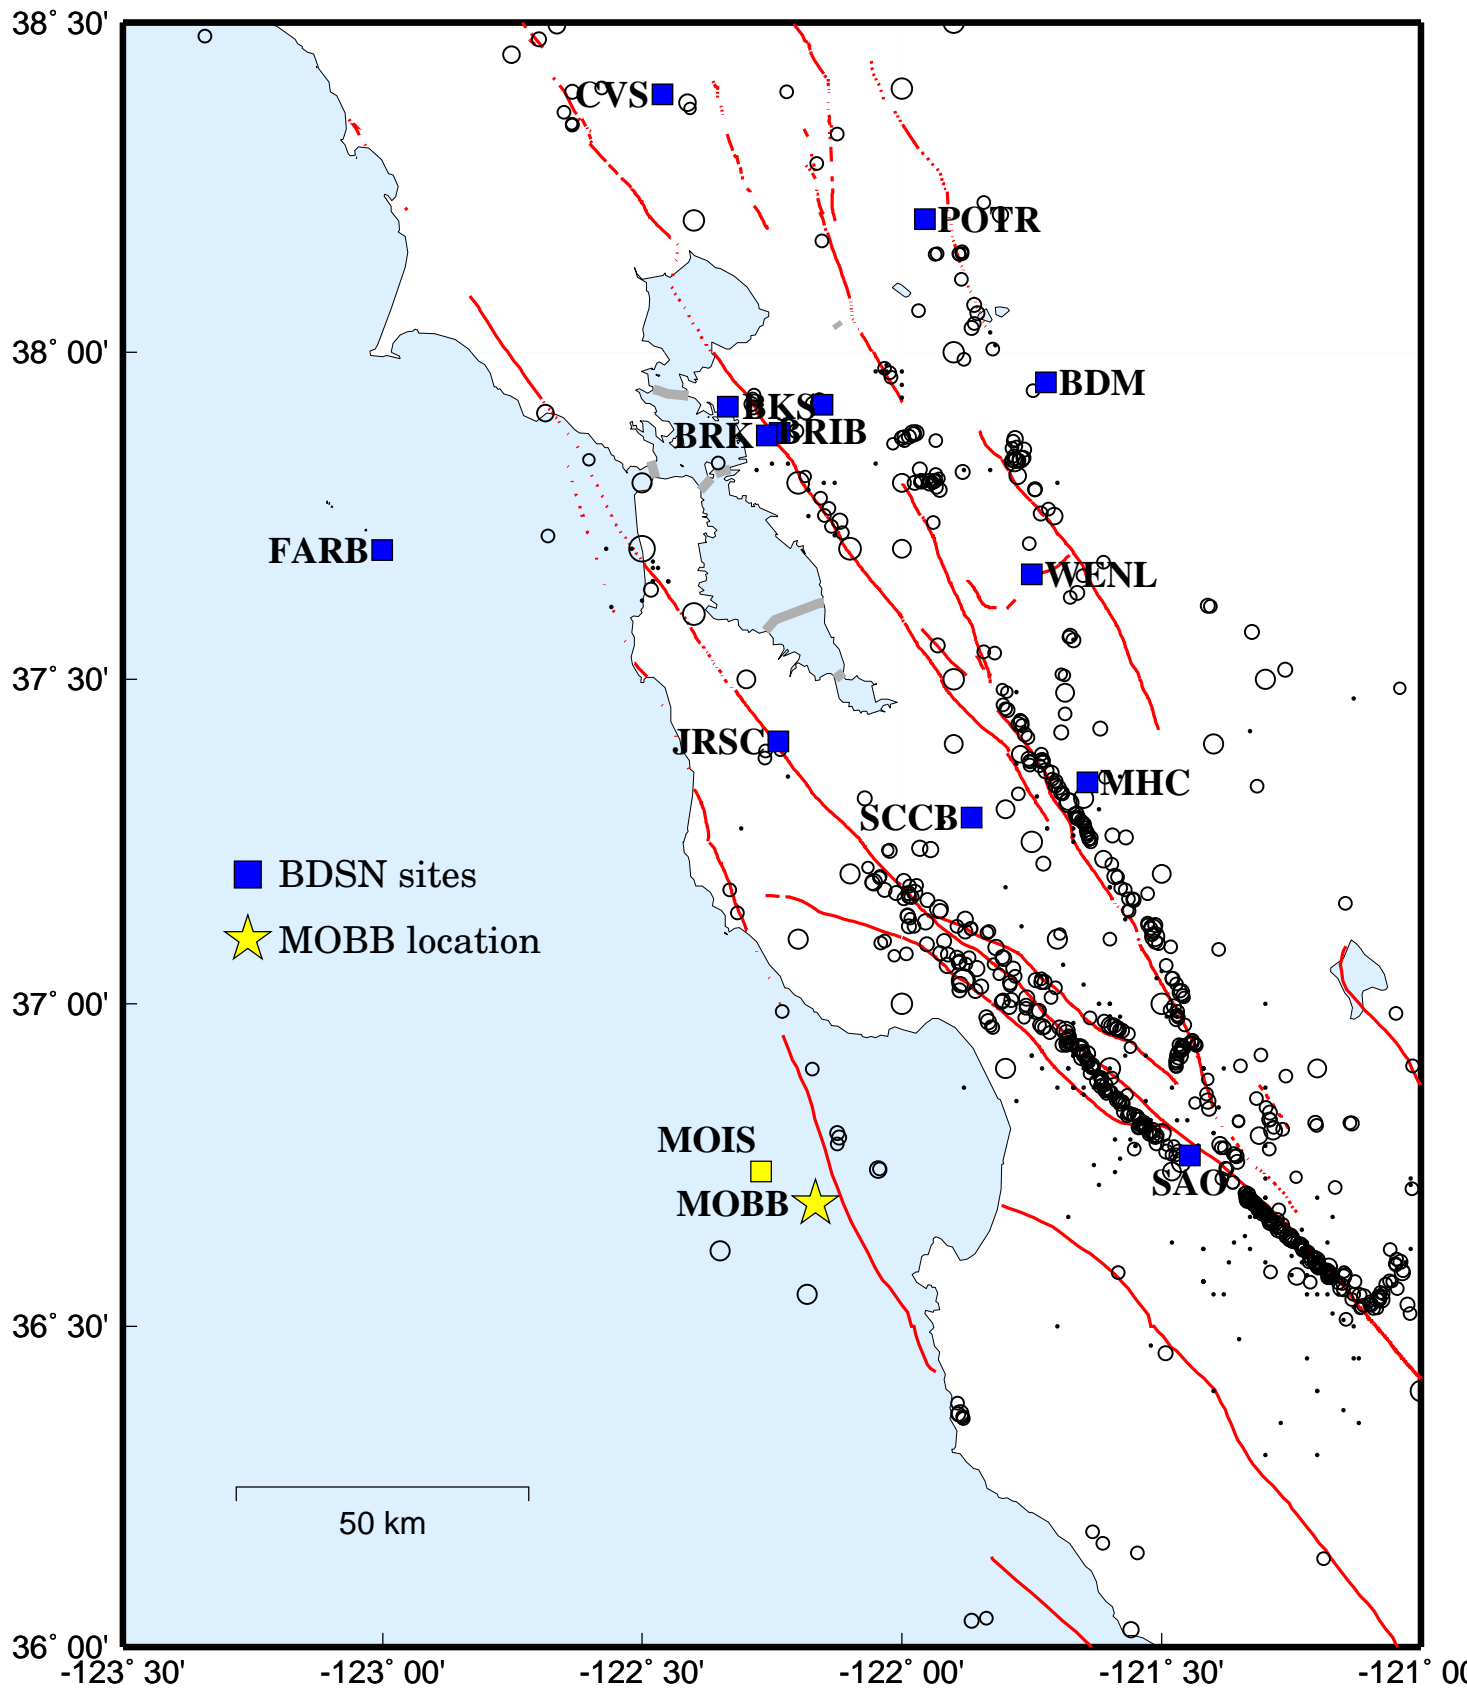 38° 30'
CVS
POTR
38° 00'
BDM
BKS
BRK
BRIB
FARB
WENL
37° 30'
JRSC
MHC
SCCB
BDSN sites
MOBB location
37° 00'
MOIS
SAO
MOBB
36° 30'
50 km
36° 00'
-123° 30'
-123° 00'
-122° 30'
-122° 00'
-121° 30'
-121° 00